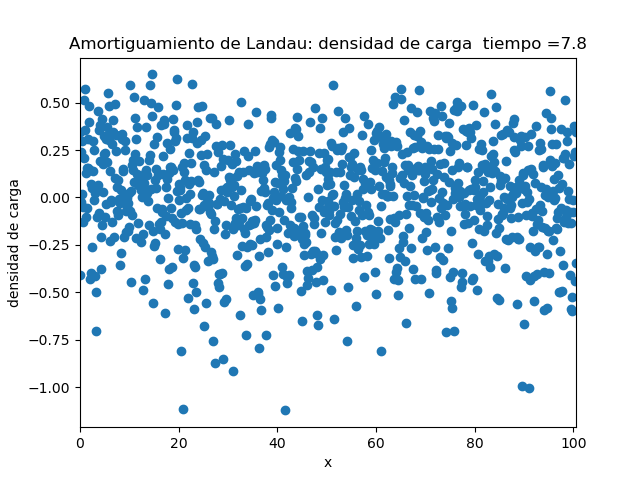 Amortiguamiento de Landau: densidad de carga  tiempo =7.8
0.50
0.25
0.00
−0.25
−0.50
−0.75
−1.00
densidad de carga
0 20 40 60 80 100
x